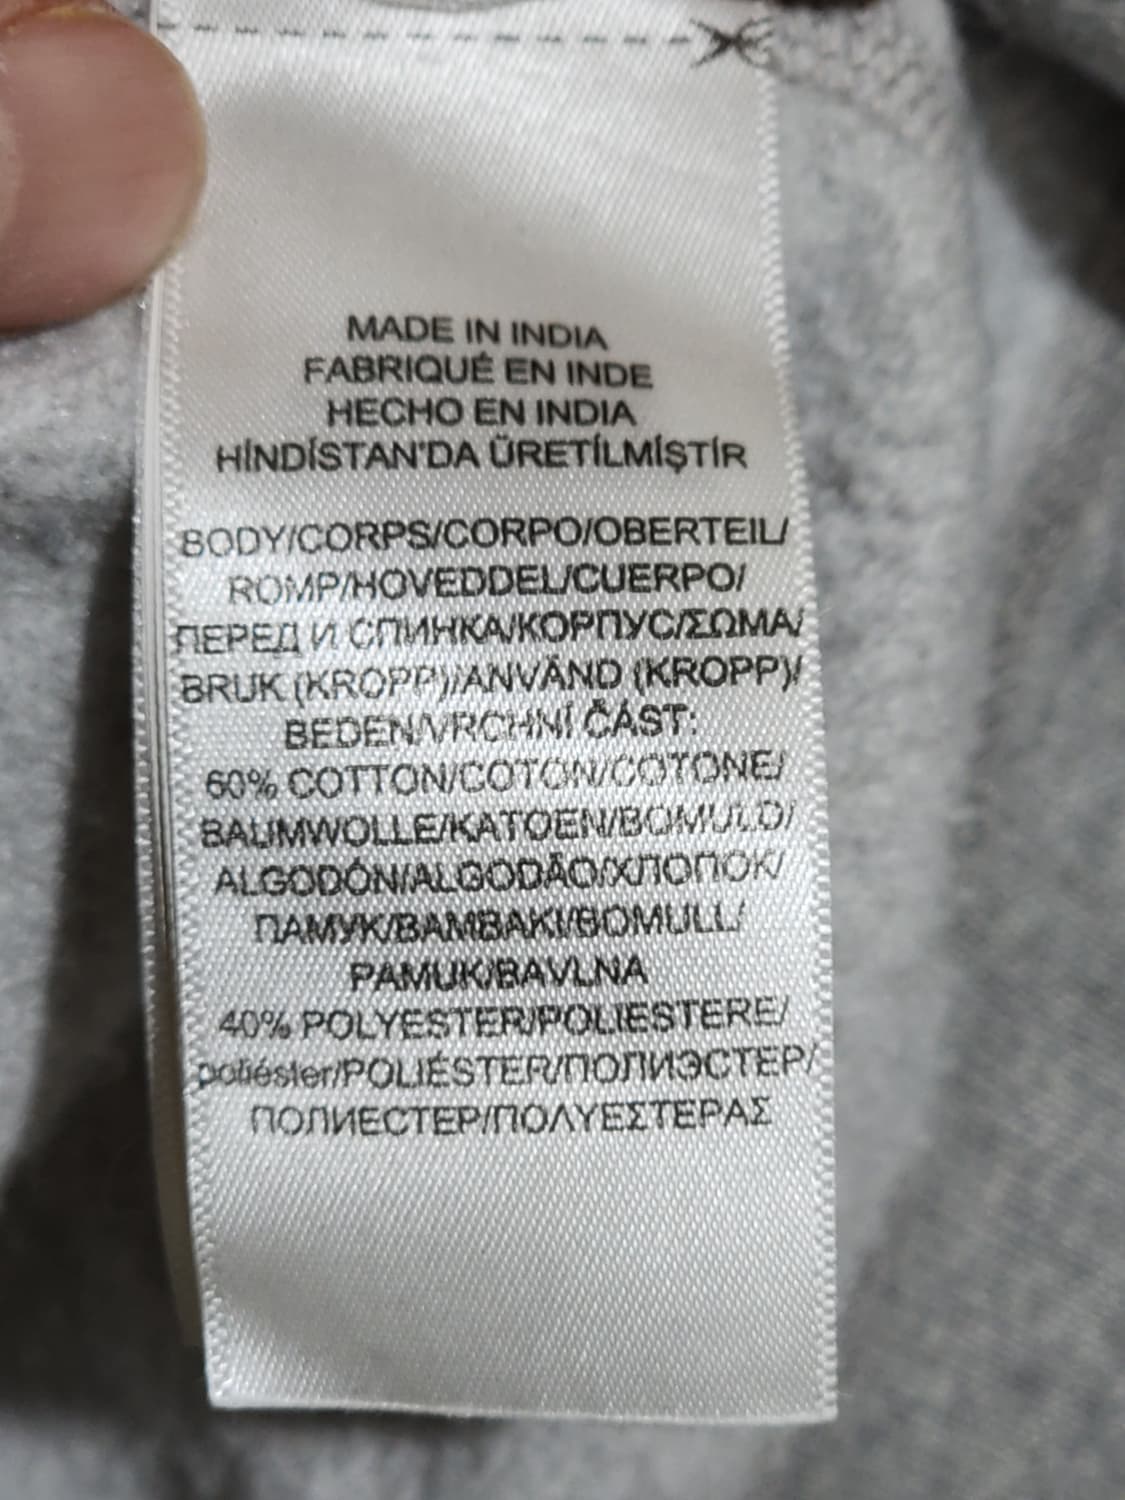 MADE IN INDIA
FABRIQUÉ EN INDE
HECHO EN INDIA
HİNDİSTAN'DA ÜRETİLMİŞTİR
BODY/CORPS/CORPO/OBERTEIL/
ROMP/HOVEDDEL/CUERPO/
ПЕРЕД И СПИНКА/КОРПУС/ΣΩΜΑ/
BRUK (KROPP)/ANVÄND (KROPP)/
BEDEN/VRCHNÍ ČÁST:
60% COTTON/COTON/COTONE/
BAUMWOLLE/KATOEN/BOMULD/
ALGODÓN/ALGODÃO/ХЛОПОК/
ПАМУК/ΒΑΜΒΑΚΙ/BOMULL/
PAMUK/BAVLNA
40% POLYESTER/POLIESTERE/
poliéster/POLIÉSTER/ПОЛИЭСТЕР/
ПОЛИЕСТЕР/ΠΟΛΥΕΣΤΕΡΑΣ